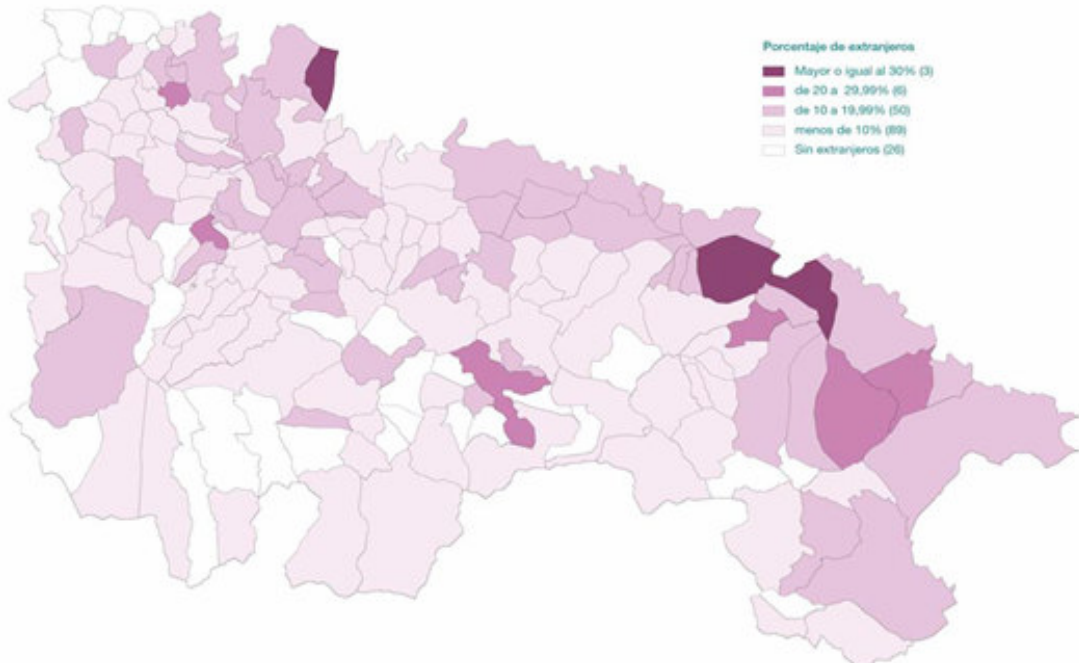 Porcentaje de extranjeros
Mayor o igual al 30% (3)
de 20 a 29,99% (6)
de 10 a 19,99% (50)
menos de 10% (89)
Sin extranjeros (26)